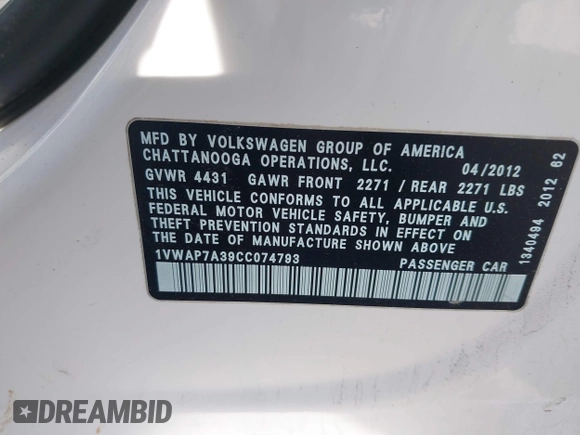 MFD BY VOLKSWAGEN GROUP OF AMERICA
CHATTANOOGA OPERATIONS, LLC. 04/2012
GVWR 4431 GAWR FRONT 2271 / REAR 2271 LBS
THIS VEHICLE CONFORMS TO ALL APPLICABLE U.S.
FEDERAL MOTOR VEHICLE SAFETY, BUMPER AND
THEFT PREVENTION STANDARDS IN EFFECT ON
THE DATE OF MANUFACTURE SHOWN ABOVE.
1VWAP7A39CC074793 PASSENGER CAR
1340494 2012 62
DREAMBID